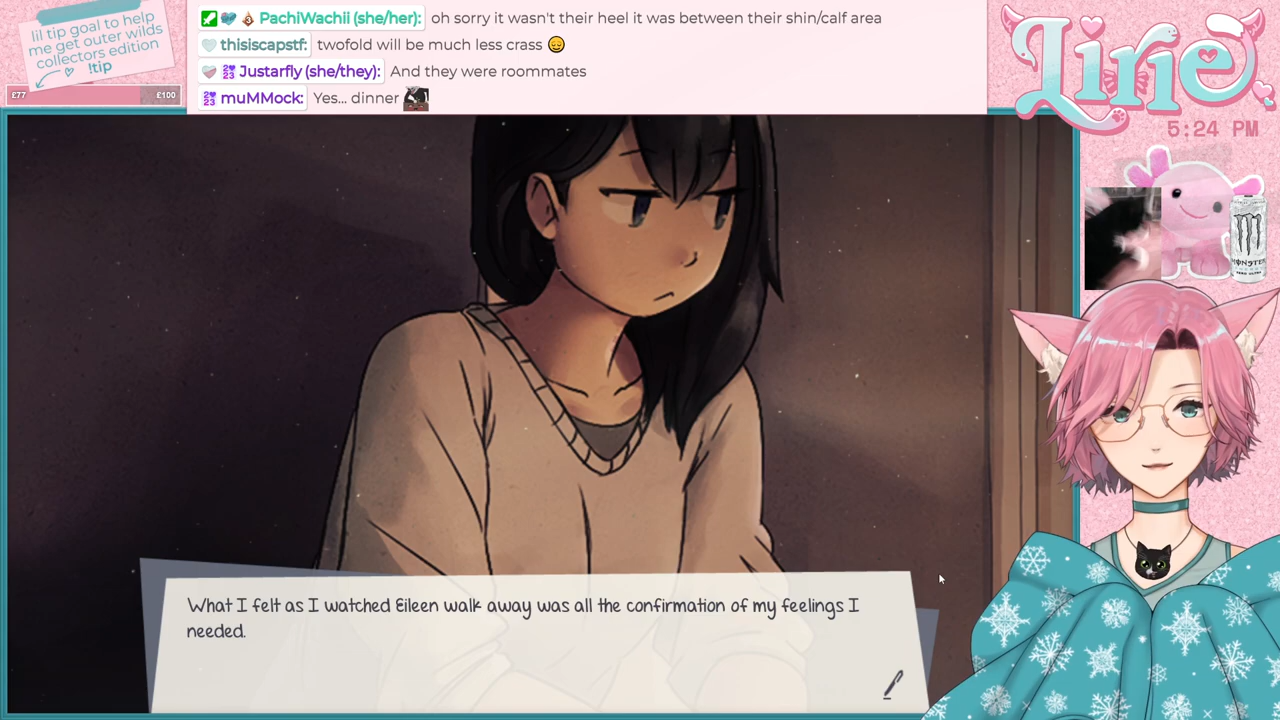 lil tip goal to help
me get outer wilds
collectors edition
!tip
£77
£100
PachiWachii (she/her): oh sorry it wasn't their heel it was between their shin/calf area
thisiscapstf: twofold will be much less crass
2023 Justarfly (she/they): And they were roommates
2023 muMMock: Yes... dinner
Lirie
5:24 PM
MONSTER
What I felt as I watched Eileen walk away was all the confirmation of my feelings I
needed.